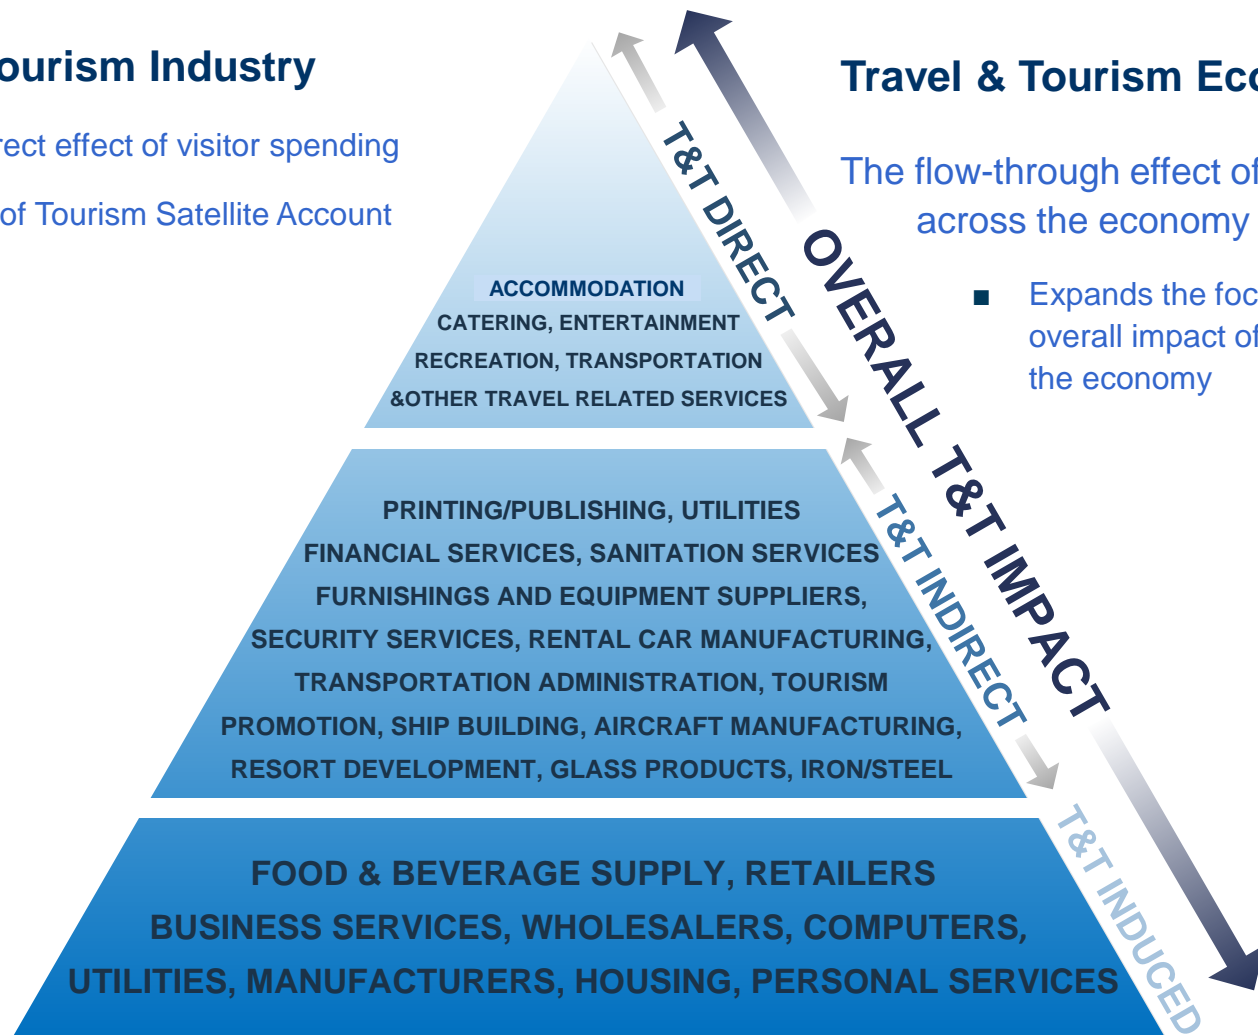 ourism Industry
rect effect of visitor spending
of Tourism Satellite Account
Travel & Tourism Eco
The flow-through effect of
across the economy
■ Expands the foc
overall impact of
the economy
T&T DIRECT
OVERALL T&T IMPACT
ACCOMMODATION
CATERING, ENTERTAINMENT
RECREATION, TRANSPORTATION
&OTHER TRAVEL RELATED SERVICES
T&T INDIRECT
PRINTING/PUBLISHING, UTILITIES
FINANCIAL SERVICES, SANITATION SERVICES
FURNISHINGS AND EQUIPMENT SUPPLIERS,
SECURITY SERVICES, RENTAL CAR MANUFACTURING,
TRANSPORTATION ADMINISTRATION, TOURISM
PROMOTION, SHIP BUILDING, AIRCRAFT MANUFACTURING,
RESORT DEVELOPMENT, GLASS PRODUCTS, IRON/STEEL
T&T INDUCED
FOOD & BEVERAGE SUPPLY, RETAILERS
BUSINESS SERVICES, WHOLESALERS, COMPUTERS,
UTILITIES, MANUFACTURERS, HOUSING, PERSONAL SERVICES